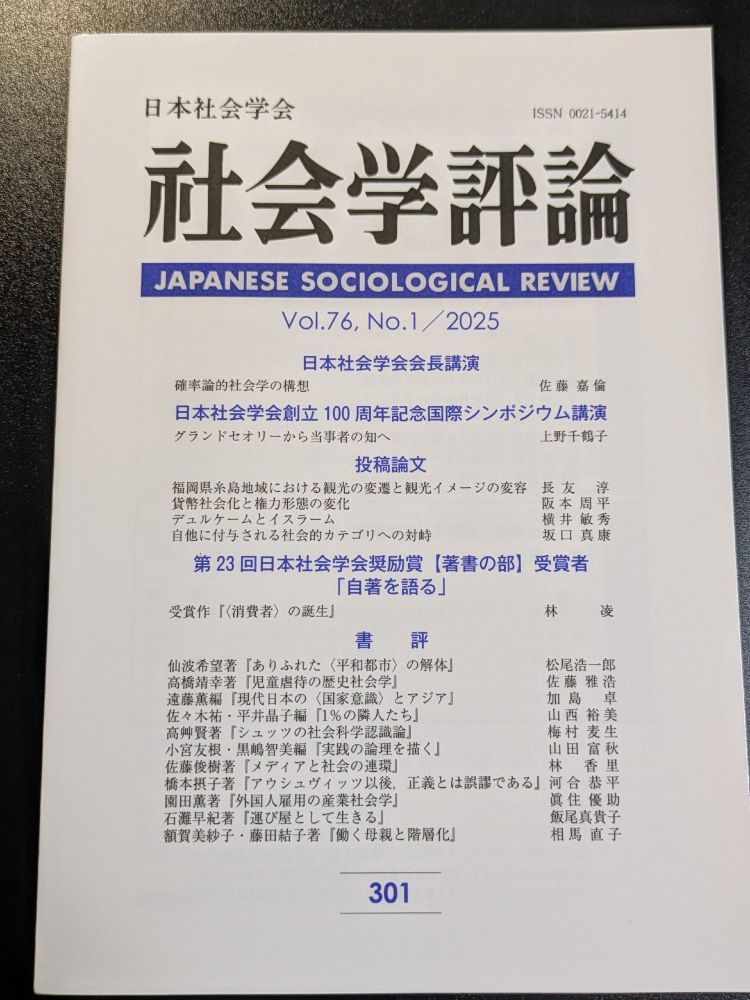 日本社会学会
ISSN 0021-5414
社会学評論
JAPANESE SOCIOLOGICAL REVIEW
Vol.76, No.1／2025
日本社会学会会長講演
確率論的社会学の構想 佐藤嘉倫
日本社会学会創立100周年記念国際シンポジウム講演
グランドセオリーから当事者の知へ 上野千鶴子
投稿論文
福岡県糸島地域における観光の変遷と観光イメージの変容 長友淳
貨幣社会化と権力形態の変化 阪本周平
デュルケームとイスラーム 横井敏秀
自他に付与される社会的カテゴリへの対峙 坂口真康
第23回日本社会学会奨励賞【著書の部】受賞者
「自著を語る」
受賞作『〈消費者〉の誕生』 林凌
書評
仙波希望著『ありふれた〈平和都市〉の解体』 松尾浩一郎
高橋靖幸著『児童虐待の歴史社会学』 佐藤雅浩
遠藤薫編『現代日本の〈国家意識〉とアジア』 加島卓
佐々木祐・平井晶子編『1％の隣人たち』 山西裕美
高艸賢著『シュッツの社会科学認識論』 梅村麦生
小宮友根・黒嶋智美編『実践の論理を描く』 山田富秋
佐藤俊樹著『メディアと社会の連環』 林香里
橋本摂子著『アウシュヴィッツ以後，正義とは誤謬である』 河合恭平
園田薫著『外国人雇用の産業社会学』 眞住優助
石灘早紀著『運び屋として生きる』 飯尾真貴子
額賀美紗子・藤田結子著『働く母親と階層化』 相馬直子
301